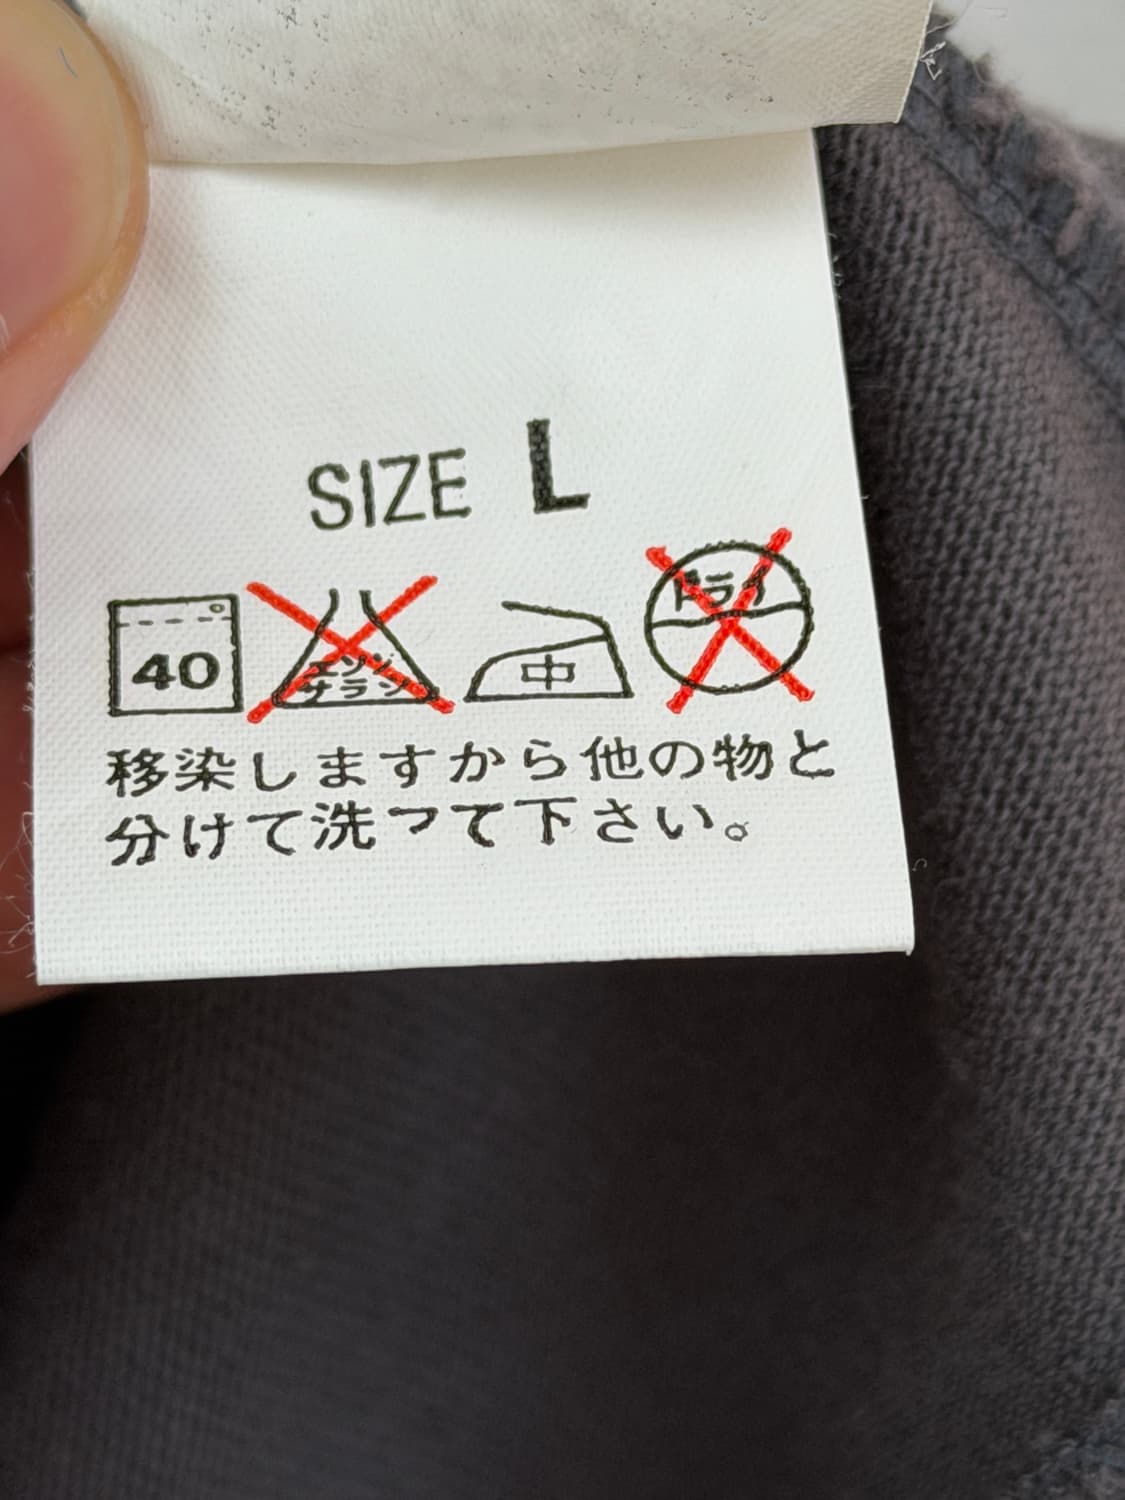 SIZE L
40 エンソサラシ 中 ドライ
移染しますから他の物と
分けて洗って下さい。